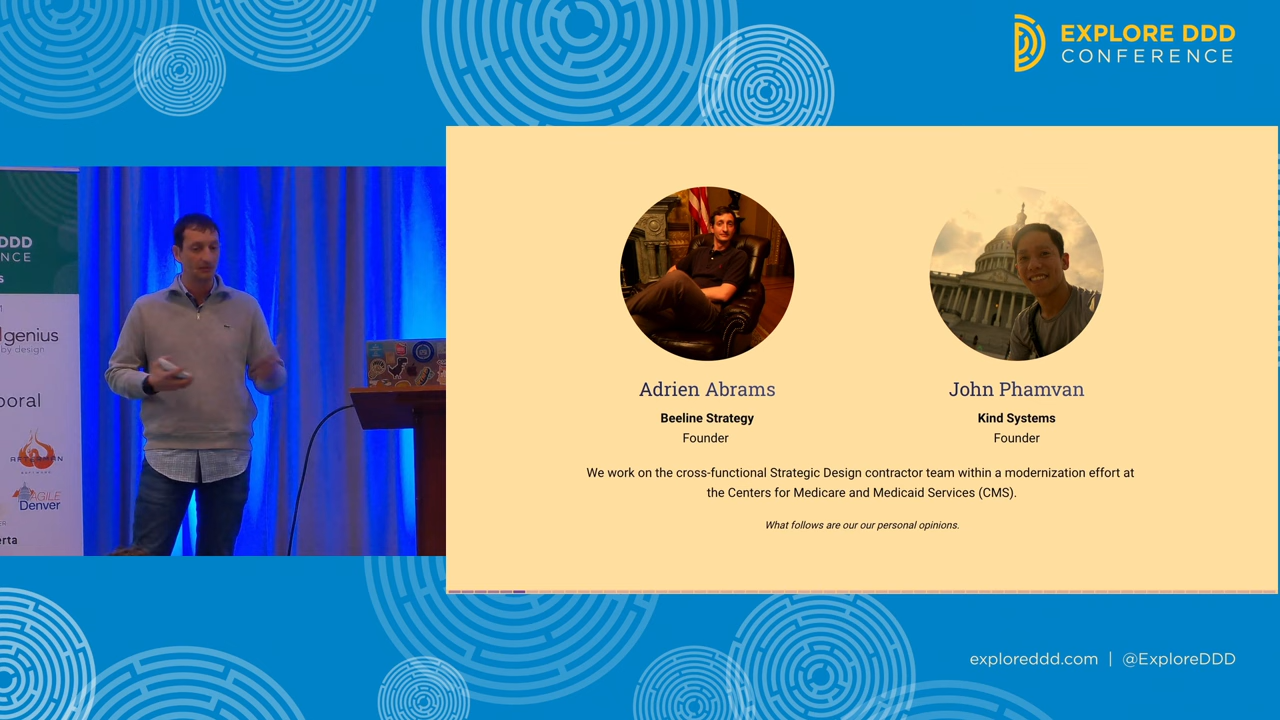 EXPLORE DDD
CONFERENCE
DDD
ENCE
genius
by design
oral
AGILE
Denver
erta
Adrien Abrams
John Phamvan
Beeline Strategy
Kind Systems
Founder
Founder
We work on the cross-functional Strategic Design contractor team within a modernization effort at
the Centers for Medicare and Medicaid Services (CMS).
What follows are our our personal opinions.
exploreddd.com | @ExploreDDD